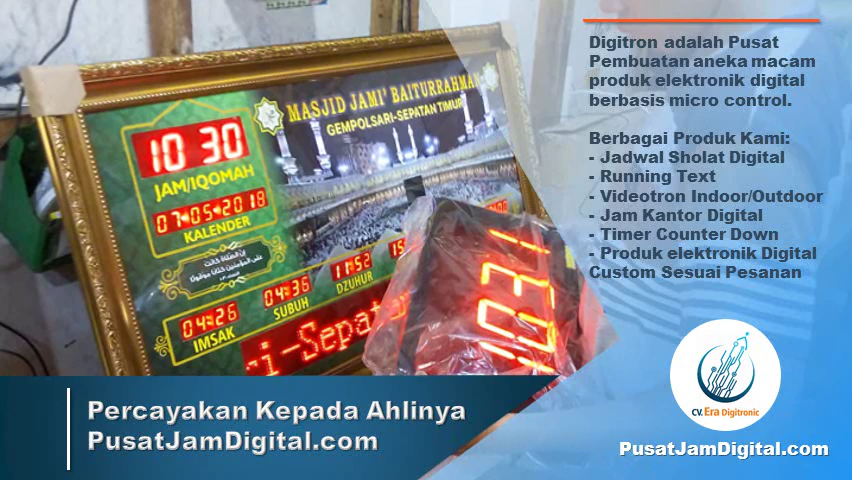 MASJID JAMI' BAITURRAHMAN
GEMPOLSARI-SEPATAN TIMUR
10 30
JAM/IQOMAH
07-05-2018
KALENDER
04:26
IMSAK
04:36
SUBUH
11:52
DZUHUR
ri-Sepatan
1031
Digitron adalah Pusat
Pembuatan aneka macam
produk elektronik digital
berbasis micro control.
Berbagai Produk Kami:
- Jadwal Sholat Digital
- Running Text
- Videotron Indoor/Outdoor
- Jam Kantor Digital
- Timer Counter Down
- Produk elektronik Digital
Custom Sesuai Pesanan
CV. Era Digitronic
PusatJamDigital.com
Percayakan Kepada Ahlinya
PusatJamDigital.com